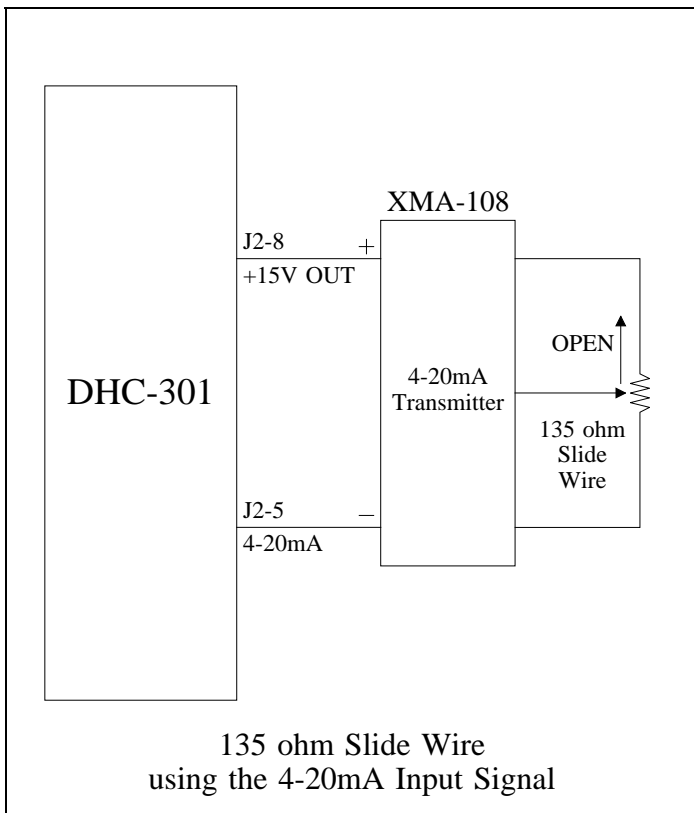 XMA-108
J2-8
+
+15V OUT
OPEN
DHC-301
4-20mA
Transmitter
135 ohm
Slide
Wire
J2-5
–
4-20mA
135 ohm Slide Wire
using the 4-20mA Input Signal